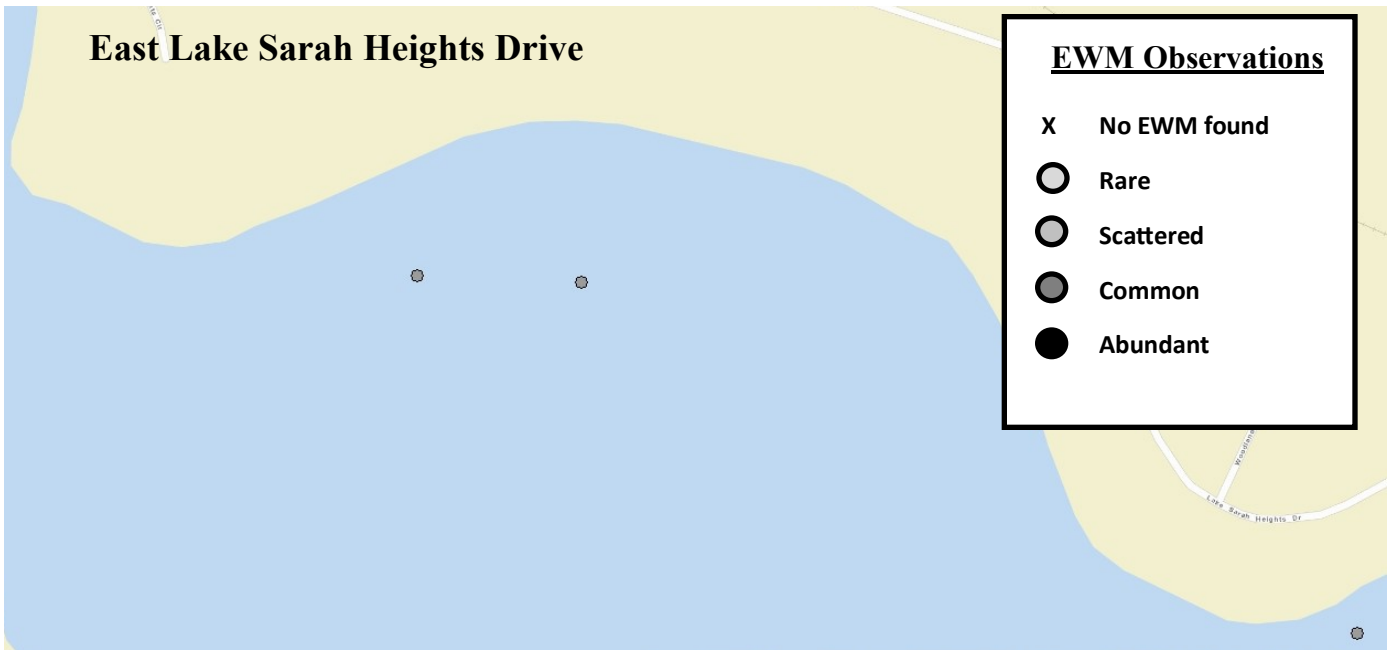 East Lake Sarah Heights Drive
EWM Observations
X No EWM found
Rare
Scattered
Common
Abundant
Lake Sarah Heights Dr